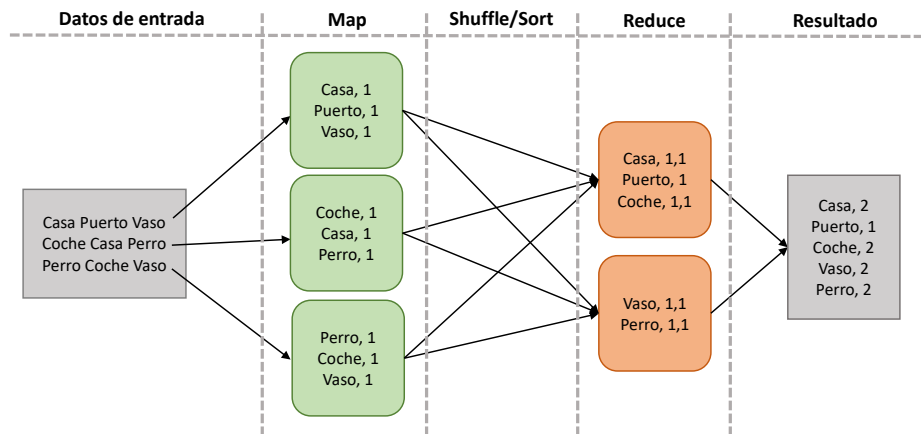 Datos de entrada
Map
Shuffle/Sort
Reduce
Resultado
Casa Puerto Vaso
Coche Casa Perro
Perro Coche Vaso
Casa, 1
Puerto, 1
Vaso, 1
Coche, 1
Casa, 1
Perro, 1
Perro, 1
Coche, 1
Vaso, 1
Casa, 1,1
Puerto, 1
Coche, 1,1
Vaso, 1,1
Perro, 1,1
Casa, 2
Puerto, 1
Coche, 2
Vaso, 2
Perro, 2